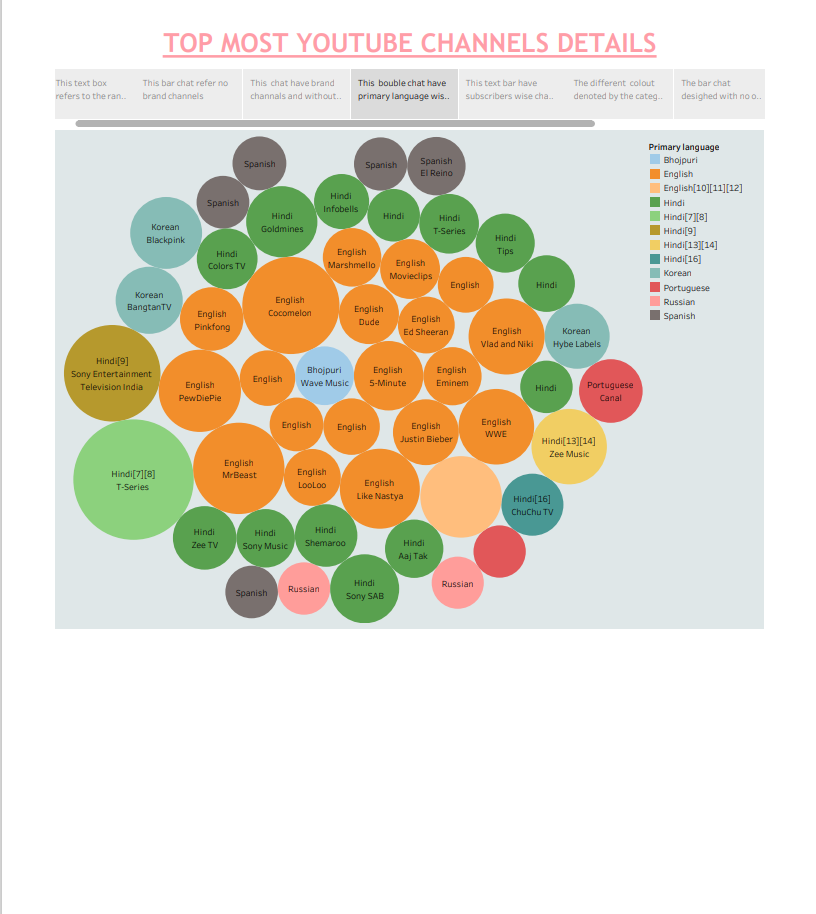 TOP MOST YOUTUBE CHANNELS DETAILS
This text box
refers to the ran..
This bar chat refer no
brand channels
This chat have brand
channals and without..
This bouble chat have
primary language wis..
This text bar have
subscribers wise cha..
The different colout
denoted by the categ..
The bar chat
desighed with no o..
Primary language
Bhojpuri
English
English[10][11][12]
Hindi
Hindi[7][8]
Hindi[9]
Hindi[13][14]
Hindi[16]
Korean
Portuguese
Russian
Spanish
Spanish
Spanish
Spanish
El Reino
Spanish
Hindi
Infobells
Hindi
Goldmines
Hindi
Hindi
T-Series
Korean
Blackpink
Hindi
Tips
Hindi
Colors TV
English
Marshmello
English
Movieclips
English
Hindi
Korean
BangtanTV
English
Cocomelon
English
Pinkfong
English
Dude
English
Ed Sheeran
English
Vlad and Niki
Korean
Hybe Labels
Hindi[9]
Sony Entertainment
Television India
English
PewDiePie
English
Bhojpuri
Wave Music
English
5-Minute
English
Eminem
Hindi
Portuguese
Canal
English
English
English
Justin Bieber
English
WWE
Hindi[13][14]
Zee Music
Hindi[7][8]
T-Series
English
MrBeast
English
LooLoo
English
Like Nastya
Hindi[16]
ChuChu TV
Hindi
Zee TV
Hindi
Sony Music
Hindi
Shemaroo
Hindi
Aaj Tak
Spanish
Russian
Hindi
Sony SAB
Russian